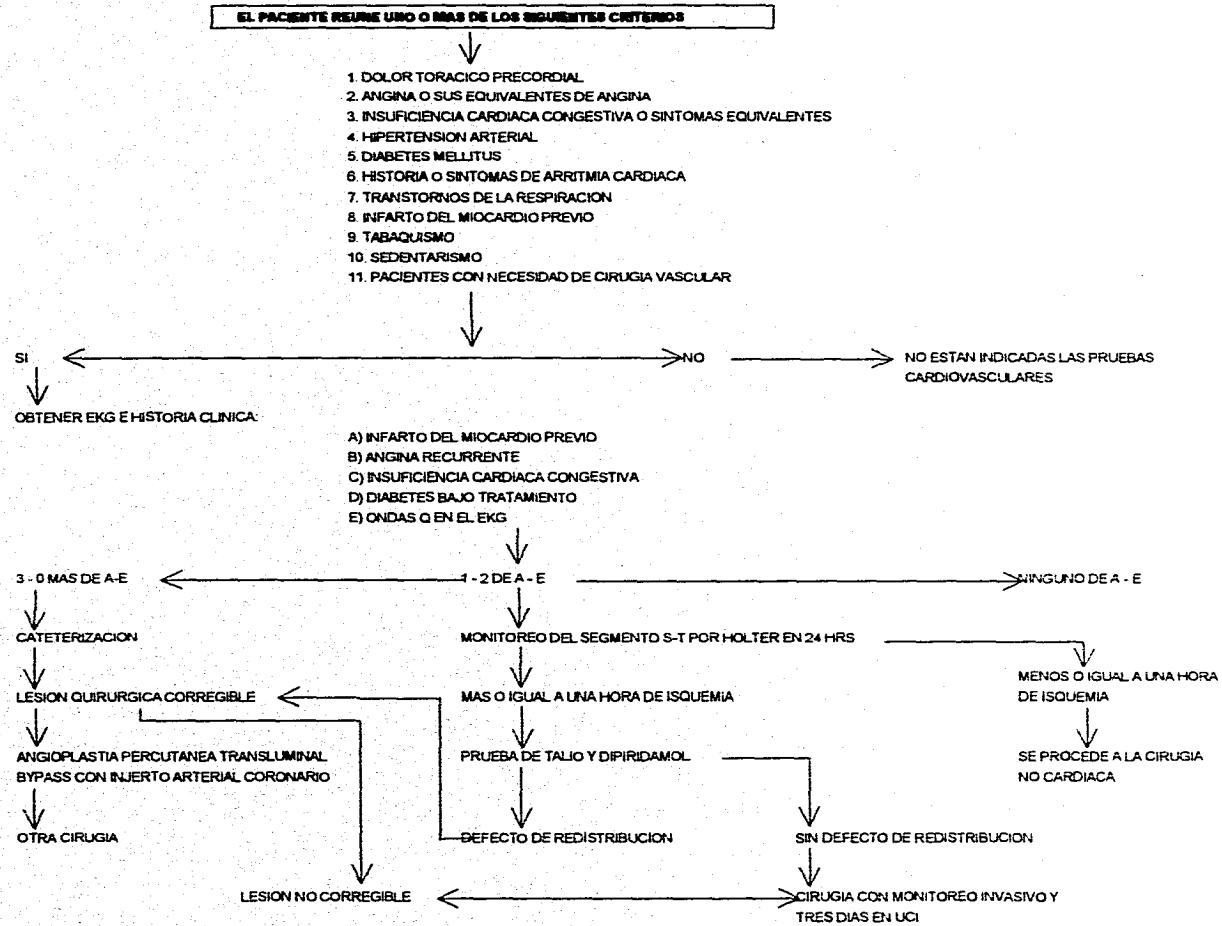 EL PACIENTE REUNE UNO O MAS DE LOS SIGUIENTES CRITERIOS
1. DOLOR TORACICO PRECORDIAL
2. ANGINA O SUS EQUIVALENTES DE ANGINA
3. INSUFICIENCIA CARDIACA CONGESTIVA O SINTOMAS EQUIVALENTES
4. HIPERTENSION ARTERIAL
5. DIABETES MELLITUS
6. HISTORIA O SINTOMAS DE ARRITMIA CARDIACA
7. TRANSTORNOS DE LA RESPIRACION
8. INFARTO DEL MIOCARDIO PREVIO
9. TABAQUISMO
10. SEDENTARISMO
11. PACIENTES CON NECESIDAD DE CIRUGIA VASCULAR
SI
NO
NO ESTAN INDICADAS LAS PRUEBAS
CARDIOVASCULARES
OBTENER EKG E HISTORIA CLINICA:
A) INFARTO DEL MIOCARDIO PREVIO
B) ANGINA RECURRENTE
C) INSUFICIENCIA CARDIACA CONGESTIVA
D) DIABETES BAJO TRATAMIENTO
E) ONDAS Q EN EL EKG
3 - 0 MAS DE A-E
1 - 2 DE A - E
NINGUNO DE A - E
CATETERIZACION
MONITOREO DEL SEGMENTO S-T POR HOLTER EN 24 HRS
MENOS O IGUAL A UNA HORA
DE ISQUEMIA
LESION QUIRURGICA CORREGIBLE
MAS O IGUAL A UNA HORA DE ISQUEMIA
ANGIOPLASTIA PERCUTANEA TRANSLUMINAL
BYPASS CON INJERTO ARTERIAL CORONARIO
PRUEBA DE TALIO Y DIPIRIDAMOL
SE PROCEDE A LA CIRUGIA
NO CARDIACA
OTRA CIRUGIA
DEFECTO DE REDISTRIBUCION
SIN DEFECTO DE REDISTRIBUCION
LESION NO CORREGIBLE
CIRUGIA CON MONITOREO INVASIVO Y
TRES DIAS EN UCI